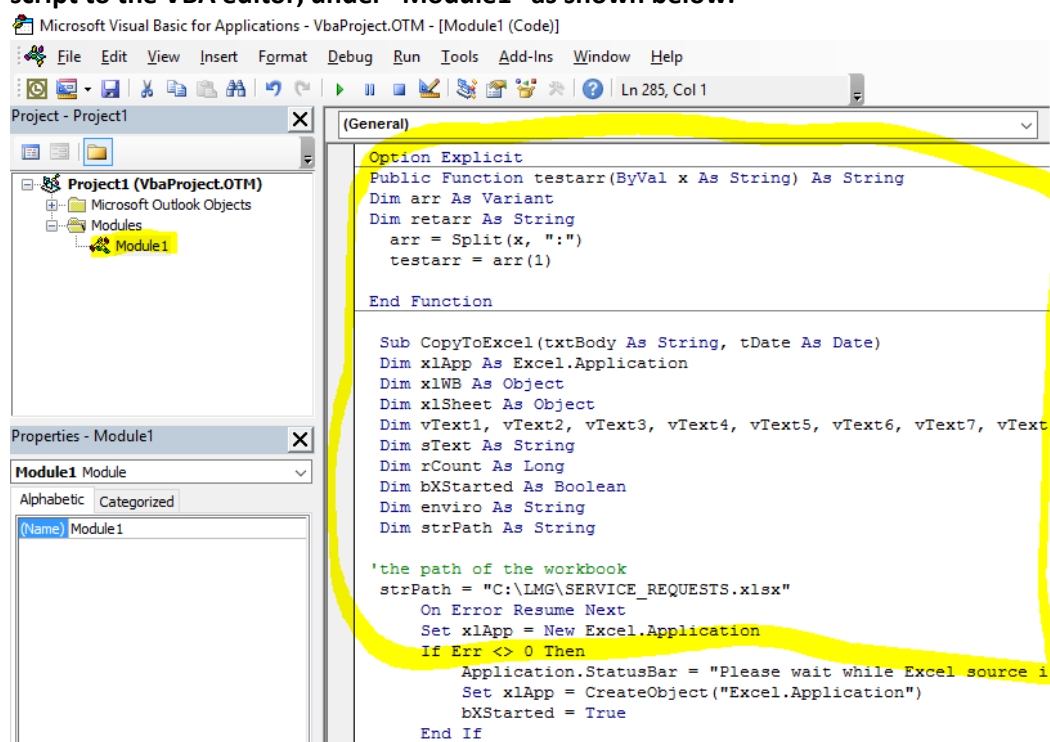 script to the VBA editor, under "Module1" as shown below.
Microsoft Visual Basic for Applications - VbaProject.OTM - [Module1 (Code)]
File Edit View Insert Format Debug Run Tools Add-Ins Window Help
Ln 285, Col 1
Project - Project1
(General)
Project1 (VbaProject.OTM)
Microsoft Outlook Objects
Modules
Module1
Properties - Module1
Module1 Module
Alphabetic Categorized
(Name) Module1
Option Explicit
Public Function testarr(ByVal x As String) As String
Dim arr As Variant
Dim retarr As String
arr = Split(x, ":")
testarr = arr(1)
End Function
Sub CopyToExcel(txtBody As String, tDate As Date)
Dim xlApp As Excel.Application
Dim xlWB As Object
Dim xlSheet As Object
Dim vText1, vText2, vText3, vText4, vText5, vText6, vText7, vText
Dim sText As String
Dim rCount As Long
Dim bXStarted As Boolean
Dim enviro As String
Dim strPath As String
'the path of the workbook
strPath = "C:\LMG\SERVICE_REQUESTS.xlsx"
On Error Resume Next
Set xlApp = New Excel.Application
If Err <> 0 Then
Application.StatusBar = "Please wait while Excel source i
Set xlApp = CreateObject("Excel.Application")
bXStarted = True
End If